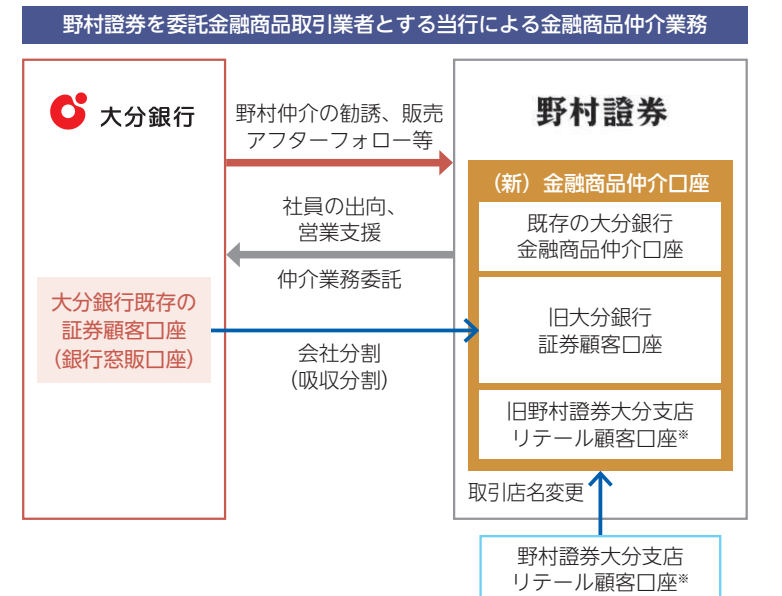 野村證券を委託金融商品取引業者とする当行による金融商品仲介業務
大分銀行
野村仲介の勧誘、販売
アフターフォロー等
社員の出向、
営業支援
仲介業務委託
大分銀行既存の
証券顧客口座
(銀行窓販口座)
会社分割
(吸収分割)
野村證券
(新)金融商品仲介口座
既存の大分銀行
金融商品仲介口座
旧大分銀行
証券顧客口座
旧野村證券大分支店
リテール顧客口座※
取引店名変更
野村證券大分支店
リテール顧客口座※